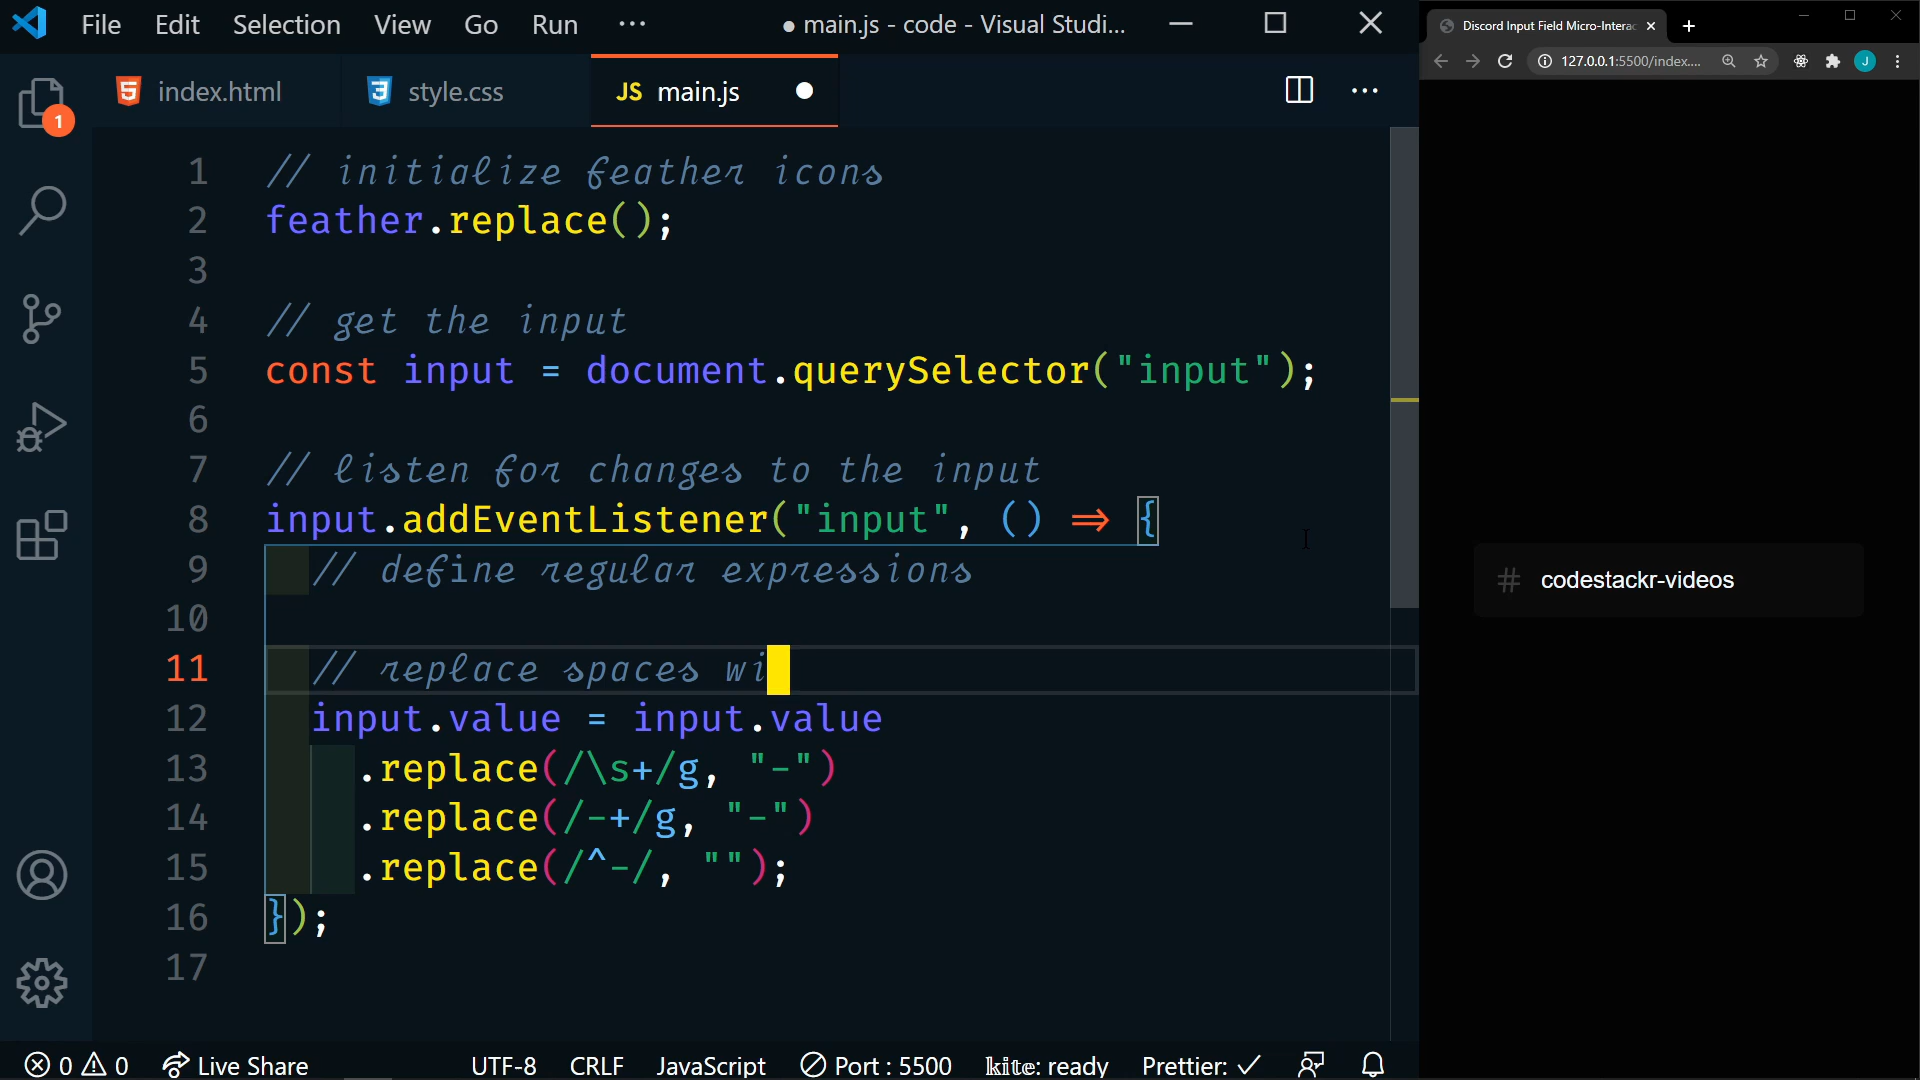 File Edit Selection View Go Run ··· ● main.js - code - Visual Studi...
index.html style.css JS main.js
1
1 // initialize feather icons
2 feather.replace();
3
4 // get the input
5 const input = document.querySelector("input");
6
7 // listen for changes to the input
8 input.addEventListener("input", () => {
9 // define regular expressions
10
11 // replace spaces wi
12 input.value = input.value
13 .replace(/\s+/g, "-")
14 .replace(/-+/g, "-")
15 .replace(/^-/, "");
16 });
17
0 0 Live Share UTF-8 CRLF JavaScript Port : 5500 kite: ready Prettier: ✓
Discord Input Field Micro-Interac
127.0.0.1:5500/index....
J
# codestackr-videos